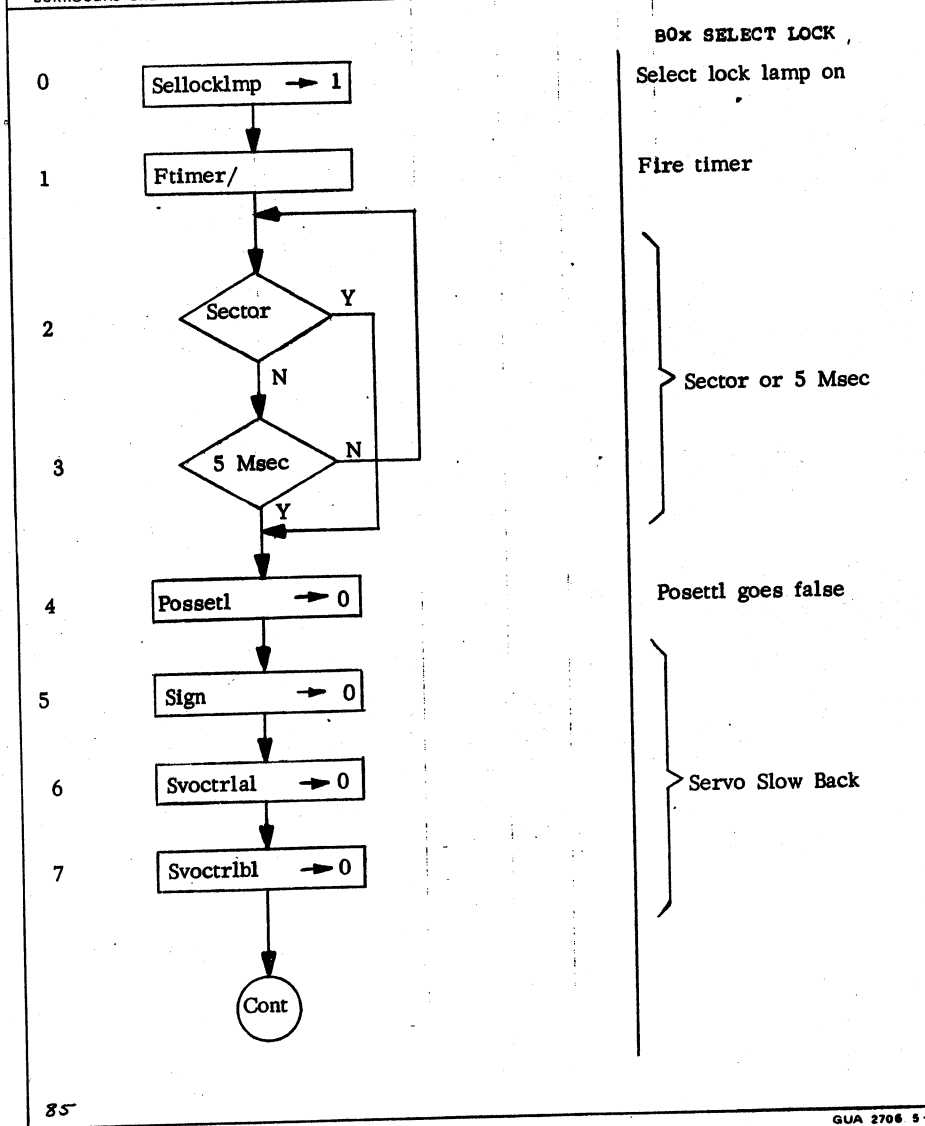 BOx SELECT LOCK
0 Sellocklmp → 1 Select lock lamp on
1 Ftimer/ Fire timer
2 Sector Y
N
Sector or 5 Msec
3 5 Msec N
Y
4 Possetl → 0 Posettl goes false
5 Sign → 0
6 Svoctrlal → 0 Servo Slow Back
7 Svoctrlbl → 0
Cont
85
GUA 2706 5